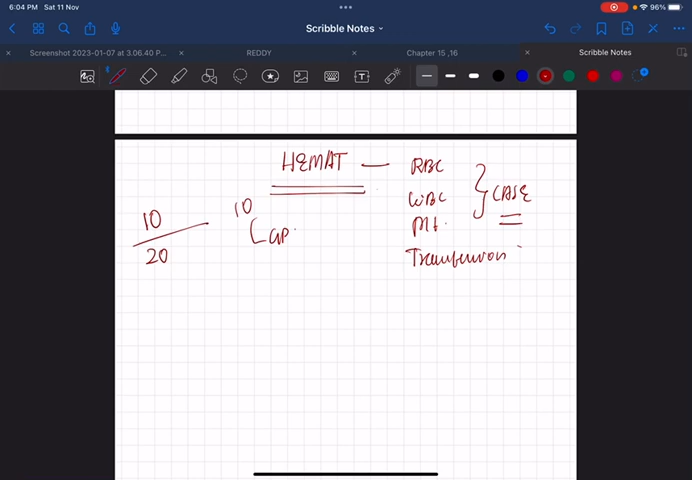 6:04 PM Sat 11 Nov
96%
Scribble Notes
Screenshot 2023-01-07 at 3.06.40 P...
REDDY
Chapter 15 ,16
Scribble Notes
HEMAT — RBC
WBC
Plt.
Transfusion
} CASE
10
20
10